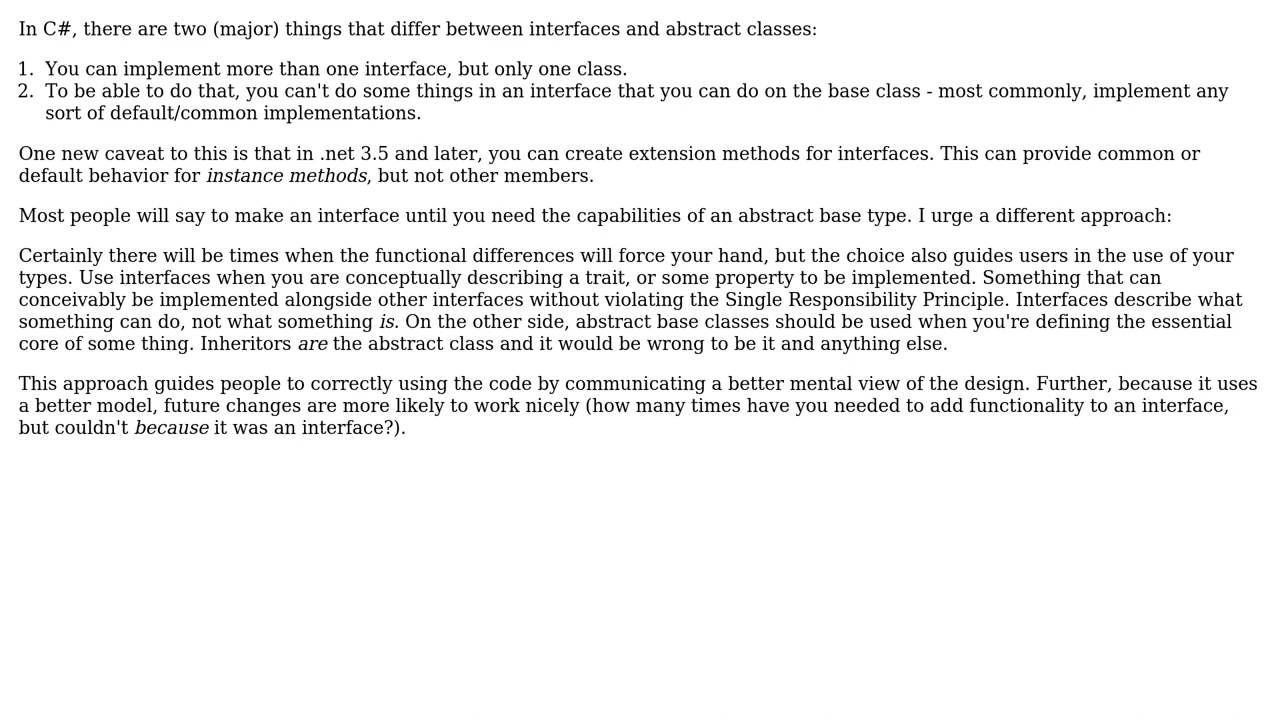 In C#, there are two (major) things that differ between interfaces and abstract classes:
1. You can implement more than one interface, but only one class.
2. To be able to do that, you can't do some things in an interface that you can do on the base class - most commonly, implement any
sort of default/common implementations.
One new caveat to this is that in .net 3.5 and later, you can create extension methods for interfaces. This can provide common or
default behavior for instance methods, but not other members.
Most people will say to make an interface until you need the capabilities of an abstract base type. I urge a different approach:
Certainly there will be times when the functional differences will force your hand, but the choice also guides users in the use of your
types. Use interfaces when you are conceptually describing a trait, or some property to be implemented. Something that can
conceivably be implemented alongside other interfaces without violating the Single Responsibility Principle. Interfaces describe what
something can do, not what something is. On the other side, abstract base classes should be used when you're defining the essential
core of some thing. Inheritors are the abstract class and it would be wrong to be it and anything else.
This approach guides people to correctly using the code by communicating a better mental view of the design. Further, because it uses
a better model, future changes are more likely to work nicely (how many times have you needed to add functionality to an interface,
but couldn't because it was an interface?).